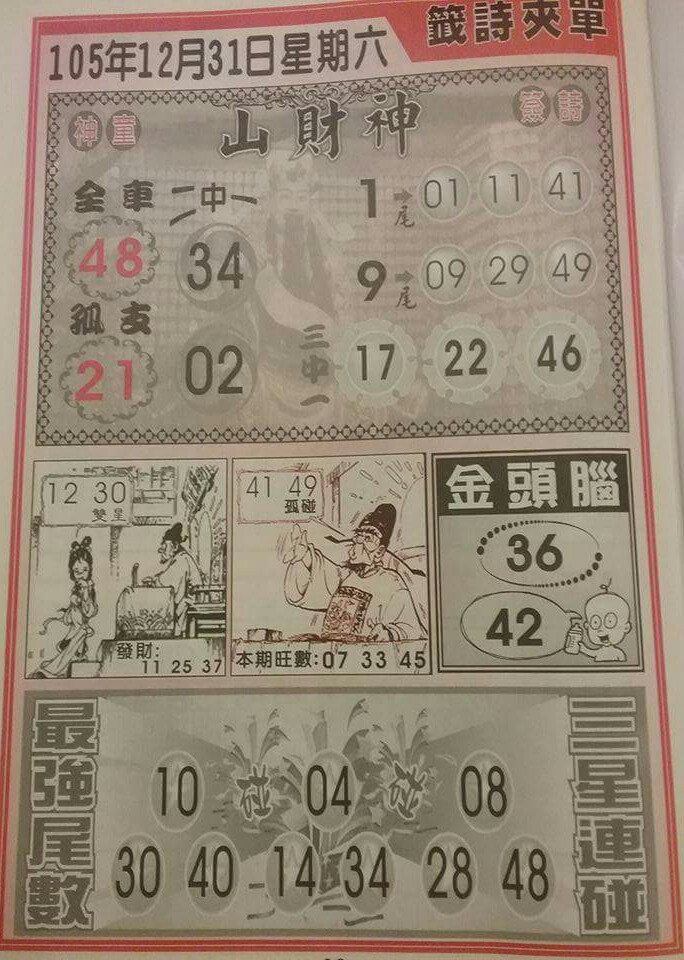 籤詩夾單
105年12月31日星期六
神童
山財神
簽詩
全車
二中一
48
34
1➔尾 01 11 41
9➔尾 09 29 49
孤支
21
02
三中一
17 22 46
12 30
雙星
發財:
11 25 37
41 49
孤碰
本期旺數:07 33 45
金頭腦
36
42
最強尾數
10 碰 04 碰 08
30 40 14 34 28 48
三星連碰